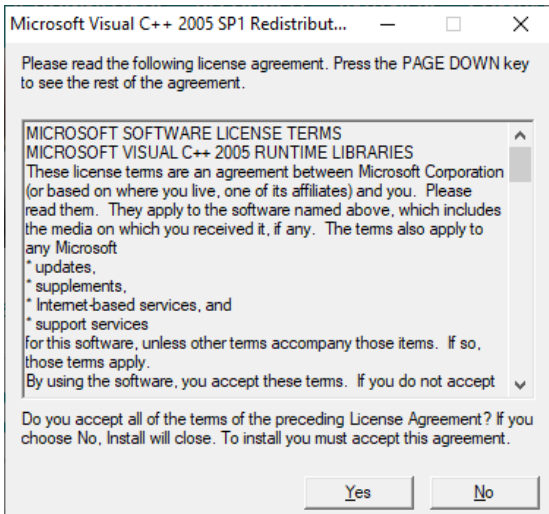 Microsoft Visual C++ 2005 SP1 Redistribut...
Please read the following license agreement. Press the PAGE DOWN key
to see the rest of the agreement.
MICROSOFT SOFTWARE LICENSE TERMS
MICROSOFT VISUAL C++ 2005 RUNTIME LIBRARIES
These license terms are an agreement between Microsoft Corporation
(or based on where you live, one of its affiliates) and you.  Please
read them.  They apply to the software named above, which includes
the media on which you received it, if any.  The terms also apply to
any Microsoft
* updates,
* supplements,
* Internet-based services, and
* support services
for this software, unless other terms accompany those items.  If so,
those terms apply.
By using the software, you accept these terms.  If you do not accept
Do you accept all of the terms of the preceding License Agreement? If you
choose No, Install will close. To install you must accept this agreement.
Yes No